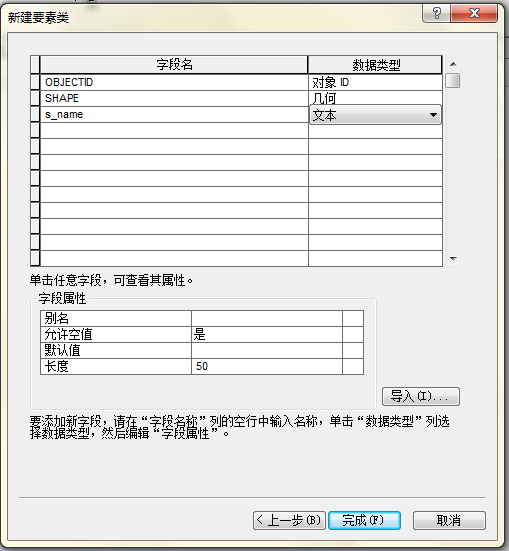 新建要素类
字段名 数据类型
OBJECTID 对象 ID
SHAPE 几何
s_name 文本
单击任意字段，可查看其属性。
字段属性
别名
允许空值 是
默认值
长度 50
导入(I)...
要添加新字段，请在“字段名称”列的空行中输入名称，单击“数据类型”列选
择数据类型，然后编辑“字段属性”。
< 上一步(B) 完成(F) 取消